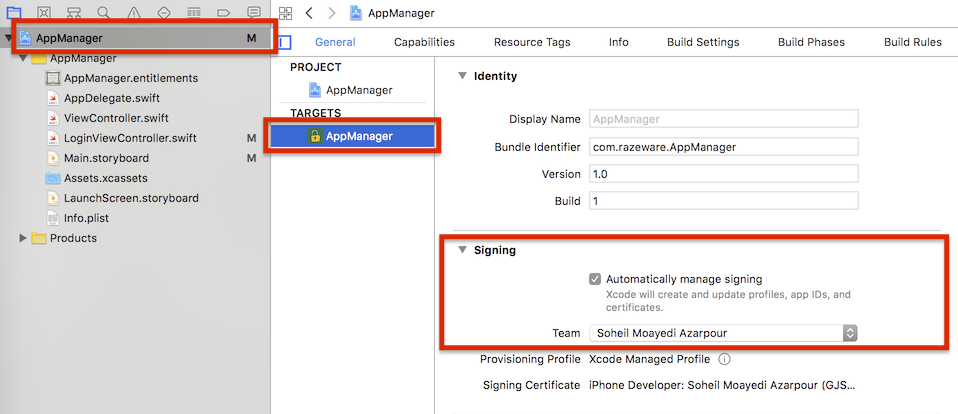 AppManager
AppManager M
General Capabilities Resource Tags Info Build Settings Build Phases Build Rules
AppManager
AppManager.entitlements
AppDelegate.swift
ViewController.swift
LoginViewController.swift M
Main.storyboard M
Assets.xcassets
LaunchScreen.storyboard
Info.plist
Products
PROJECT
AppManager
TARGETS
AppManager
Identity
Display Name AppManager
Bundle Identifier com.razeware.AppManager
Version 1.0
Build 1
Signing
Automatically manage signing
Xcode will create and update profiles, app IDs, and
certificates.
Team Soheil Moayedi Azarpour
Provisioning Profile Xcode Managed Profile
Signing Certificate iPhone Developer: Soheil Moayedi Azarpour (GJS...